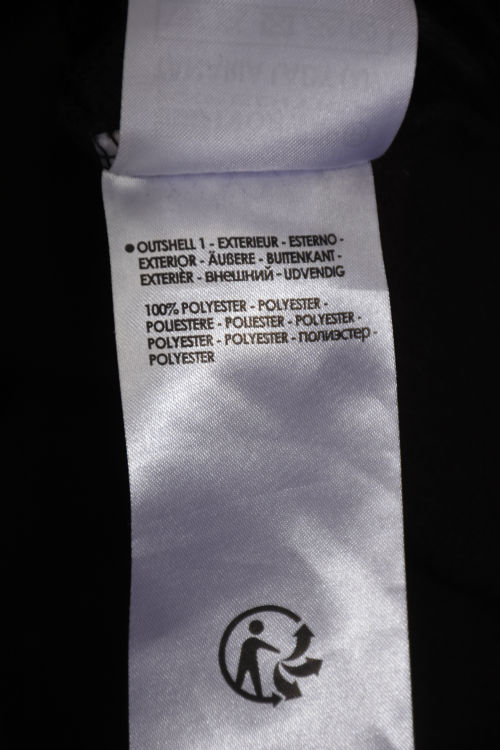 • OUTSHELL 1 - EXTERIEUR - ESTERNO -
EXTERIOR - ÄUßERE - BUITENKANT -
EXTERIÉR - внешний - UDVENDIG
100% POLYESTER - POLYESTER -
POLIESTERE - POLIESTER - POLYESTER -
POLYESTER - POLYESTER - полиэстер -
POLYESTER